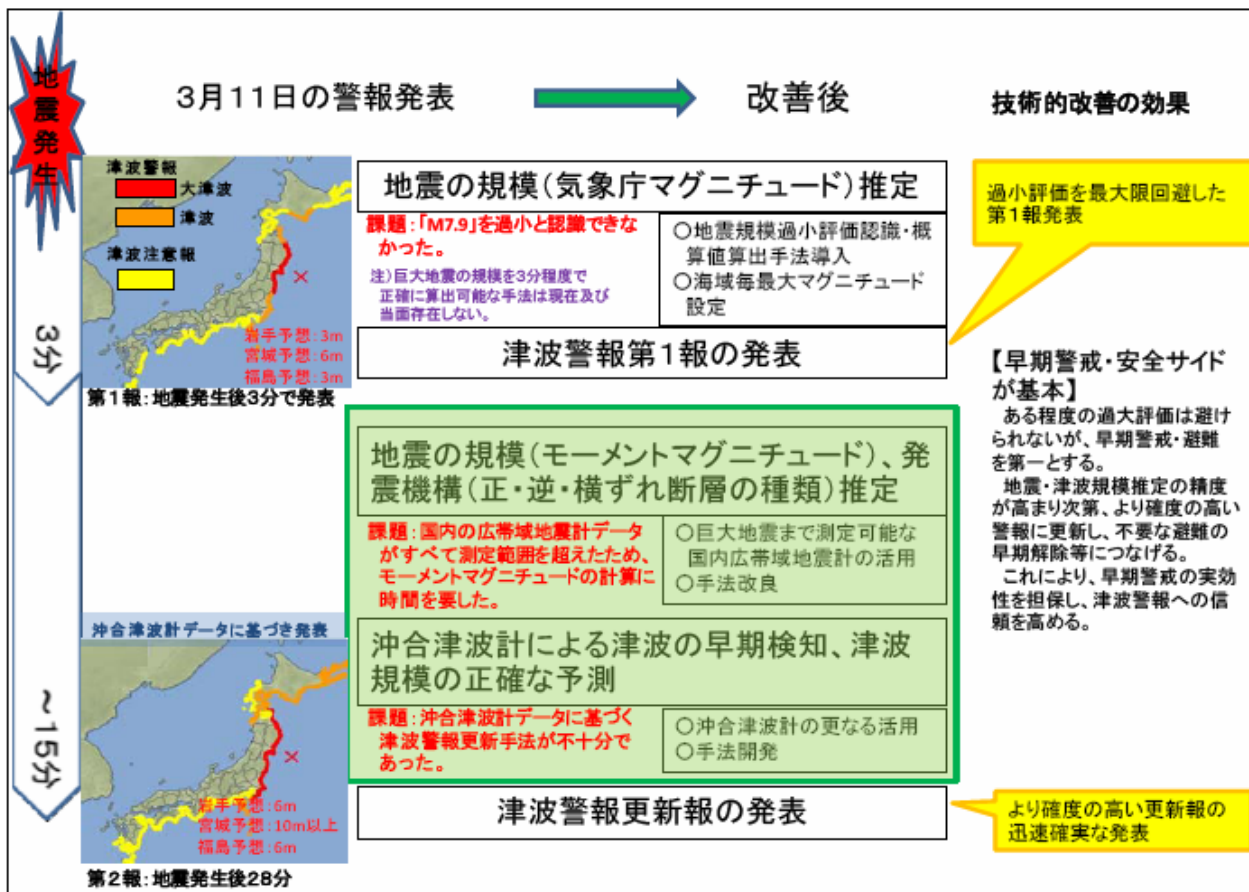 地震発生
3月11日の警報発表
改善後
技術的改善の効果
津波警報
大津波
津波
津波注意報
岩手予想:3m
宮城予想:6m
福島予想:3m
第1報:地震発生後3分で発表
3分
地震の規模(気象庁マグニチュード)推定
課題:「M7.9」を過小と認識できな
かった。
注)巨大地震の規模を3分程度で
正確に算出可能な手法は現在及び
当面存在しない。
○地震規模過小評価認識・概
算値算出手法導入
○海域毎最大マグニチュード
設定
津波警報第1報の発表
過小評価を最大限回避した
第1報発表
地震の規模(モーメントマグニチュード)、発
震機構(正・逆・横ずれ断層の種類)推定
課題:国内の広帯域地震計データ
がすべて測定範囲を超えたため、
モーメントマグニチュードの計算に
時間を要した。
○巨大地震まで測定可能な
国内広帯域地震計の活用
○手法改良
沖合津波計による津波の早期検知、津波
規模の正確な予測
課題:沖合津波計データに基づく
津波警報更新手法が不十分で
あった。
○沖合津波計の更なる活用
○手法開発
津波警報更新報の発表
【早期警戒・安全サイド
が基本】
ある程度の過大評価は避け
られないが、早期警戒・避難
を第一とする。
地震・津波規模推定の精度
が高まり次第、より確度の高い
警報に更新し、不要な避難の
早期解除等につなげる。
これにより、早期警戒の実効
性を担保し、津波警報への信
頼を高める。
より確度の高い更新報の
迅速確実な発表
沖合津波計データに基づき発表
岩手予想:6m
宮城予想:10m以上
福島予想:6m
第2報:地震発生後28分
~15分